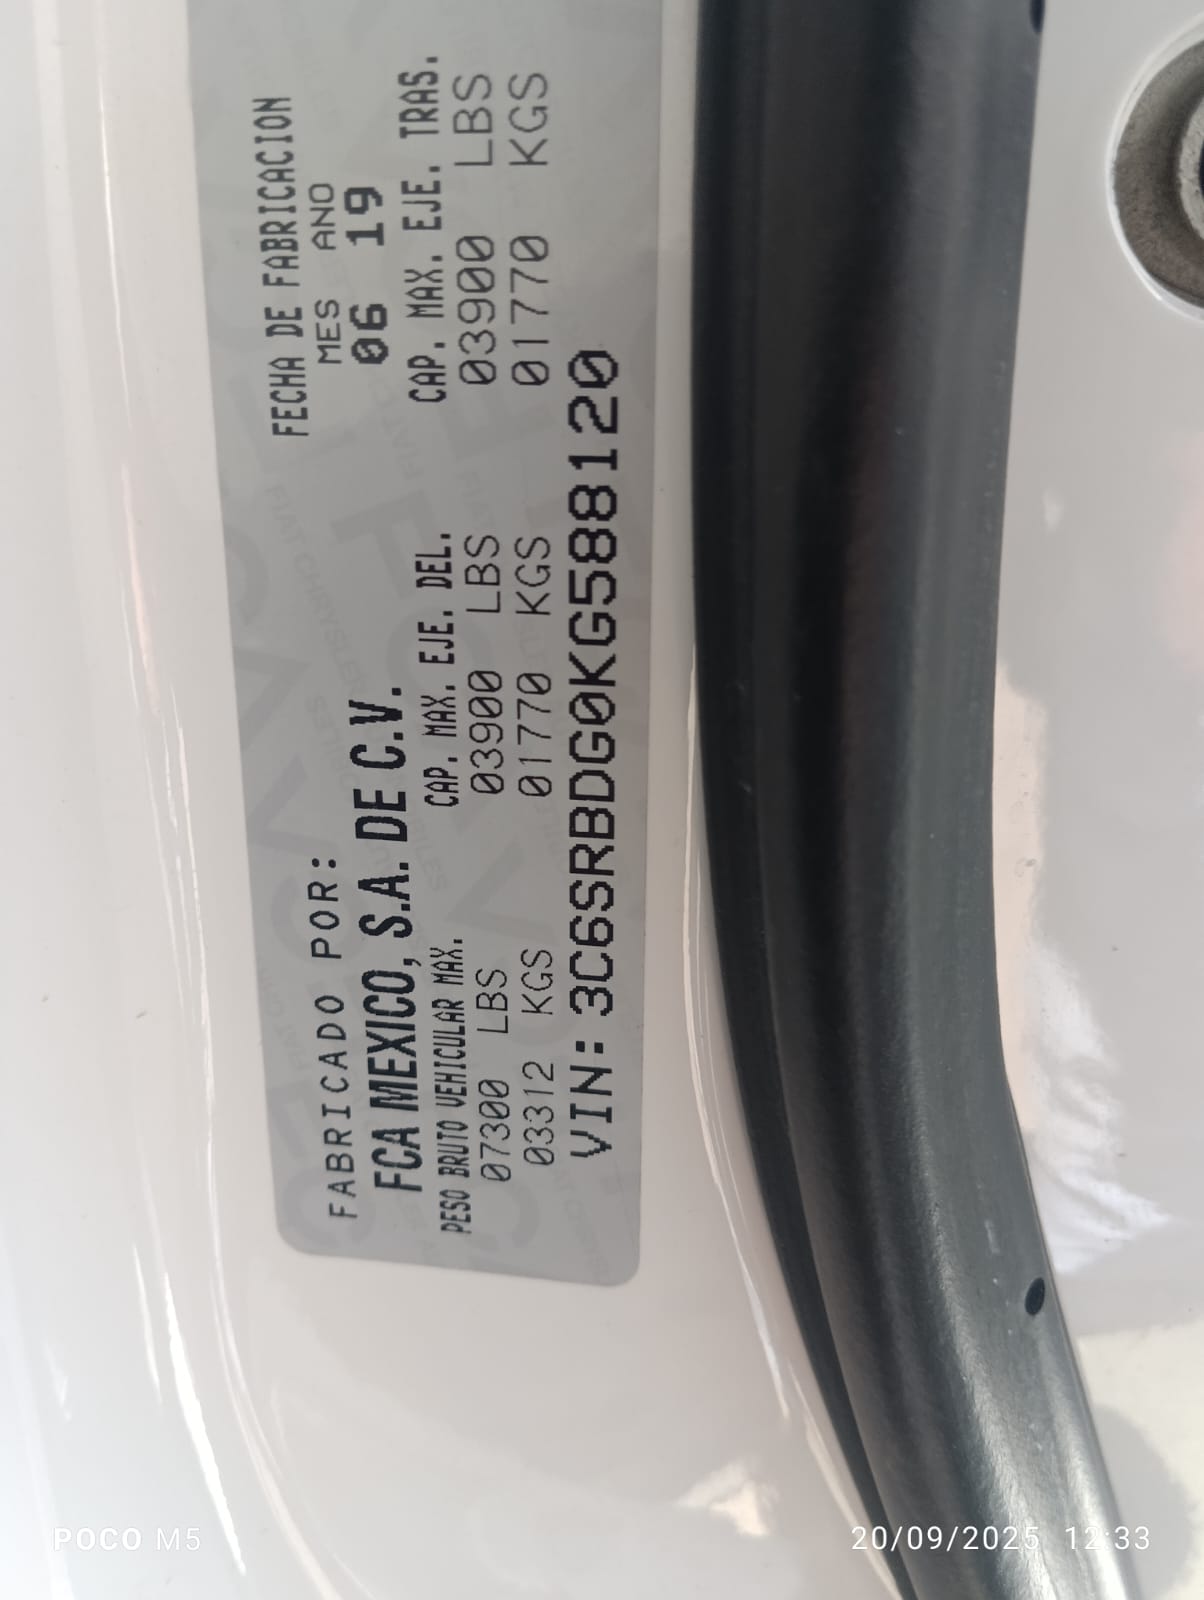 FECHA DE FABRICACION
MES ANO
06 19
FABRICADO POR:
FCA MEXICO, S.A. DE C.V.
PESO BRUTO VEHICULAR MAX. CAP. MAX. EJE. DEL. CAP. MAX. EJE. TRAS.
07300 LBS 03900 LBS 03900 LBS
03312 KGS 01770 KGS 01770 KGS
VIN: 3C6SRBDG0KG588120
POCO M5
20/09/2025 12:33